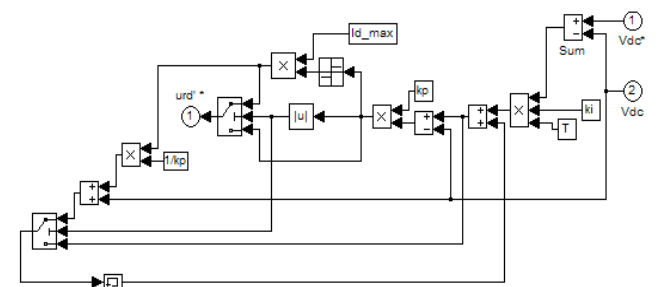 Id_max
1
Vdc*
Sum
urd' *
1
|u|
kp
ki
T
2
Vdc
1/kp